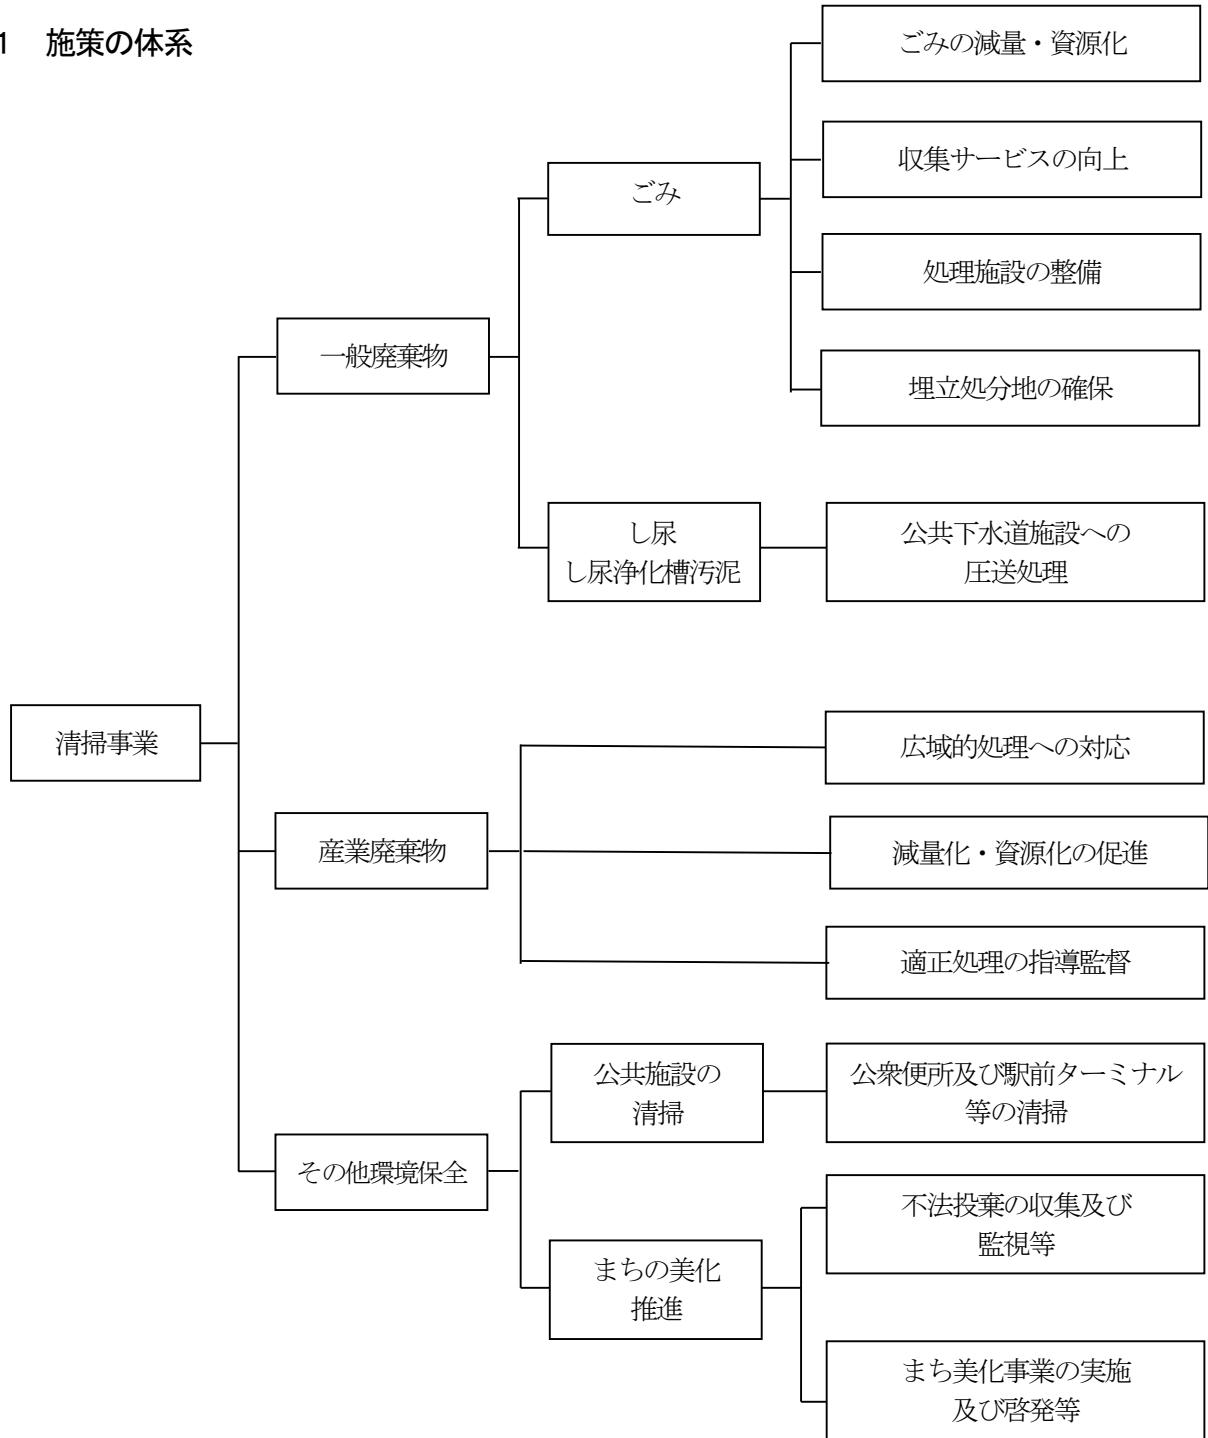 1 施策の体系
ごみの減量・資源化
収集サービスの向上
ごみ
処理施設の整備
一般廃棄物
埋立処分地の確保
し尿
し尿浄化槽汚泥
公共下水道施設への
圧送処理
清掃事業
広域的処理への対応
産業廃棄物
減量化・資源化の促進
適正処理の指導監督
公共施設の
清掃
公衆便所及び駅前ターミナル
等の清掃
その他環境保全
不法投棄の収集及び
監視等
まちの美化
推進
まち美化事業の実施
及び啓発等